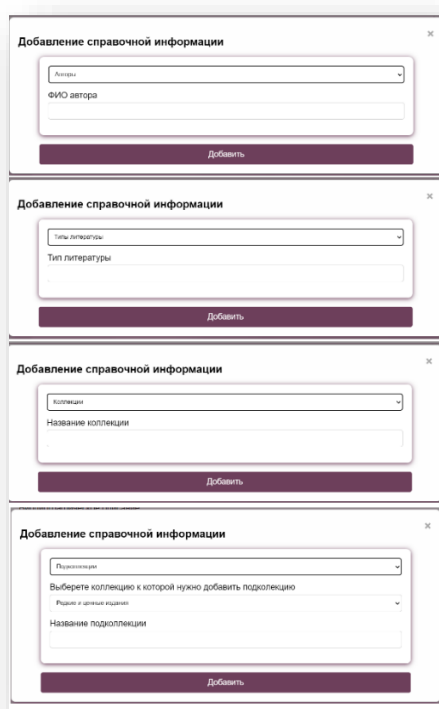 Добавление справочной информации
×
Авторы
ФИО автора
Добавить
Добавление справочной информации
×
Типы литературы
Тип литературы
Добавить
Добавление справочной информации
×
Коллекции
Название коллекции
Добавить
Добавление справочной информации
×
Подколлекции
Выберете коллекцию к которой нужно добавить подколекцию
Редкие и ценные издания
Название подколлекции
Добавить